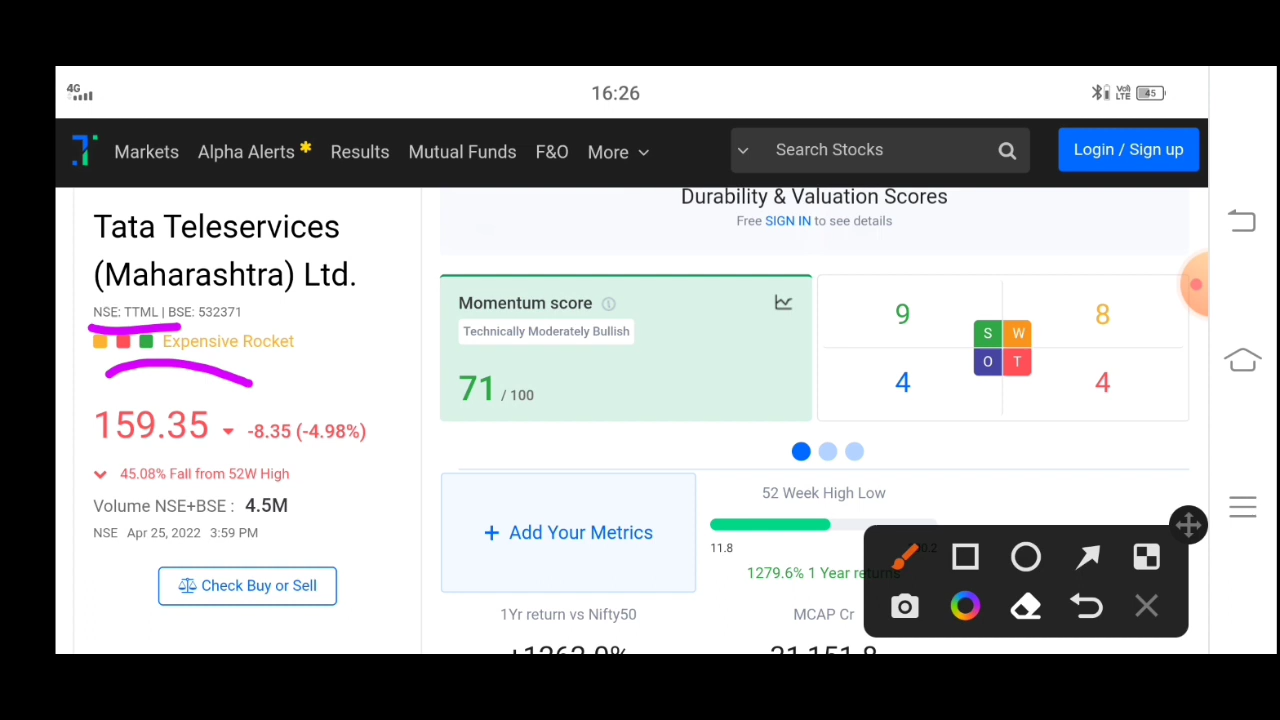 4G 16:26 VoI) LTE 45
Markets Alpha Alerts Results Mutual Funds F&O More Search Stocks Login / Sign up
Durability & Valuation Scores
Free SIGN IN to see details
Tata Teleservices
(Maharashtra) Ltd.
NSE: TTML | BSE: 532371
Expensive Rocket
159.35 -8.35 (-4.98%)
45.08% Fall from 52W High
Volume NSE+BSE : 4.5M
NSE Apr 25, 2022 3:59 PM
Check Buy or Sell
Momentum score
Technically Moderately Bullish
71 / 100
9 8
S W
O T
4 4
+ Add Your Metrics
52 Week High Low
11.8
1279.6% 1 Year returns
1Yr return vs Nifty50
MCAP Cr